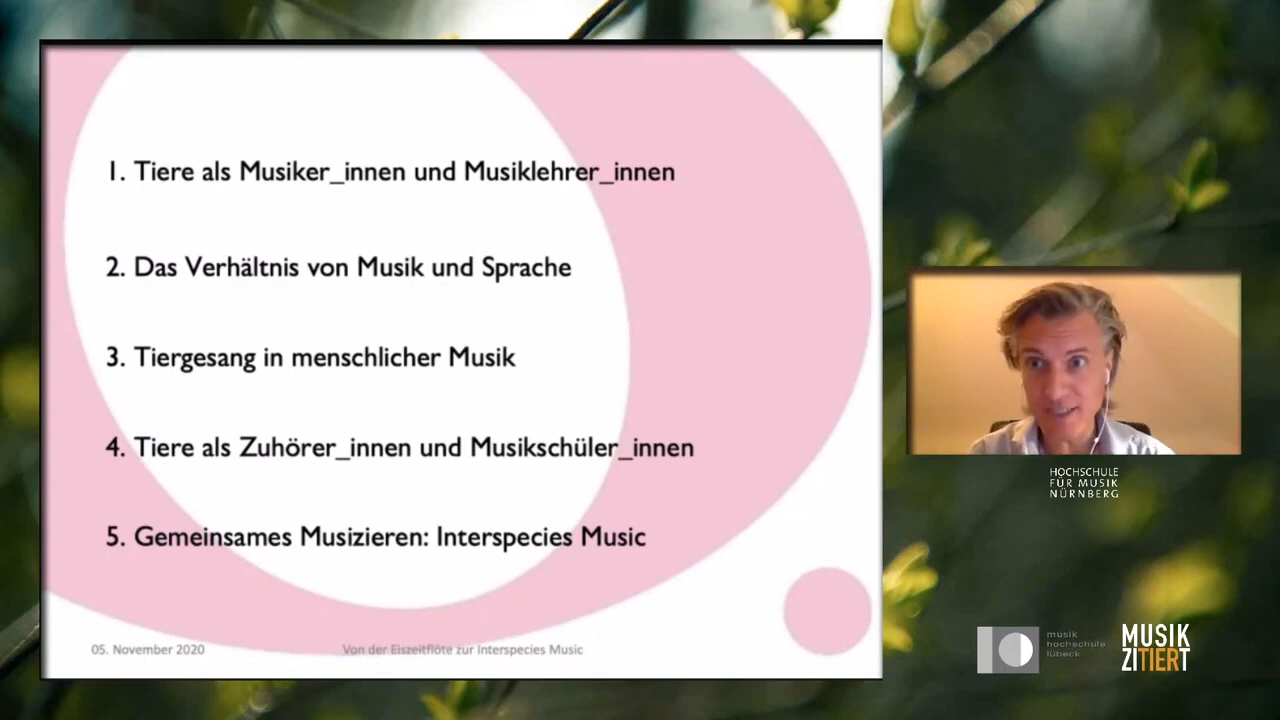 1. Tiere als Musiker_innen und Musiklehrer_innen
2. Das Verhältnis von Musik und Sprache
3. Tiergesang in menschlicher Musik
4. Tiere als Zuhörer_innen und Musikschüler_innen
5. Gemeinsames Musizieren: Interspecies Music
05. November 2020
Von der Eiszeitflöte zur Interspecies Music
HOCHSCHULE
FÜR MUSIK
NÜRNBERG
musik
hochschule
lübeck
MUSIK
ZITIERT